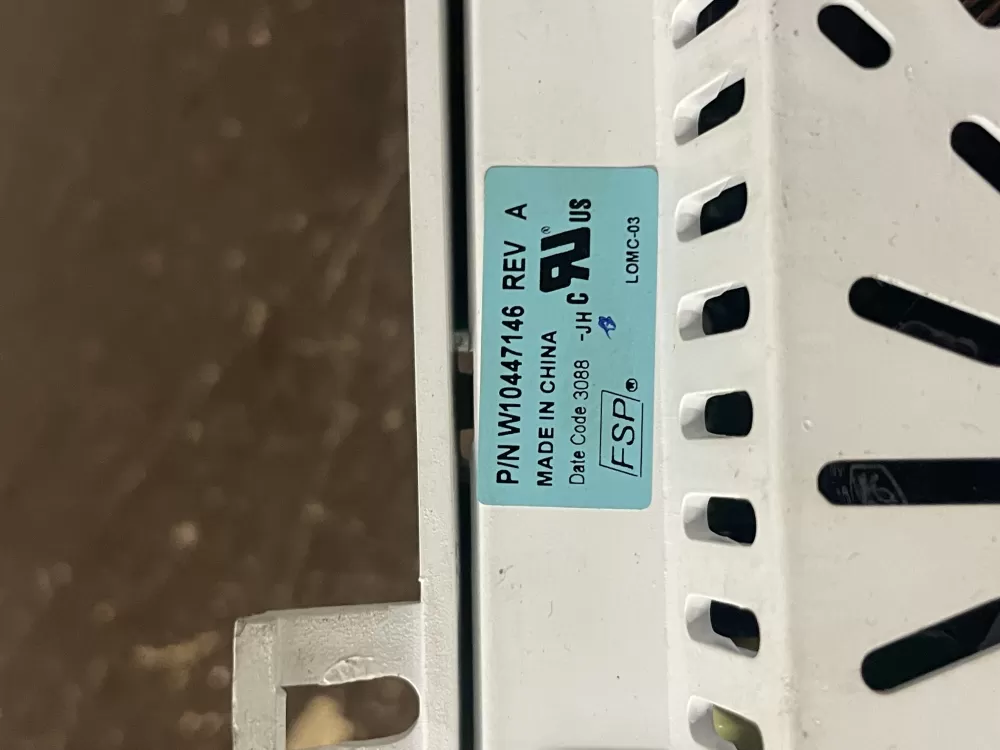 P/N W10447146 REV A
MADE IN CHINA
Date Code 3088 -JH
C US
LOMC-03
FSP